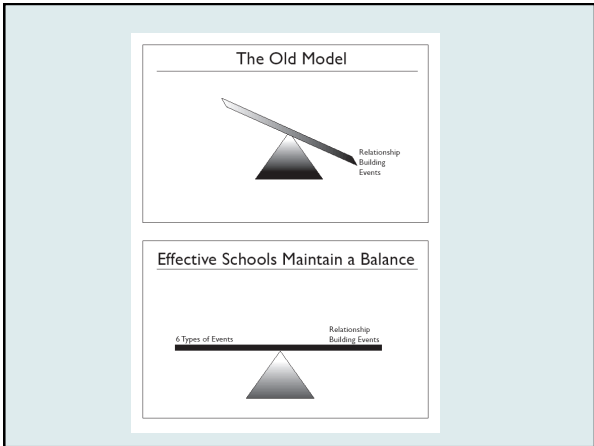 The Old Model
Relationship
Building
Events
Effective Schools Maintain a Balance
6 Types of Events
Relationship
Building Events